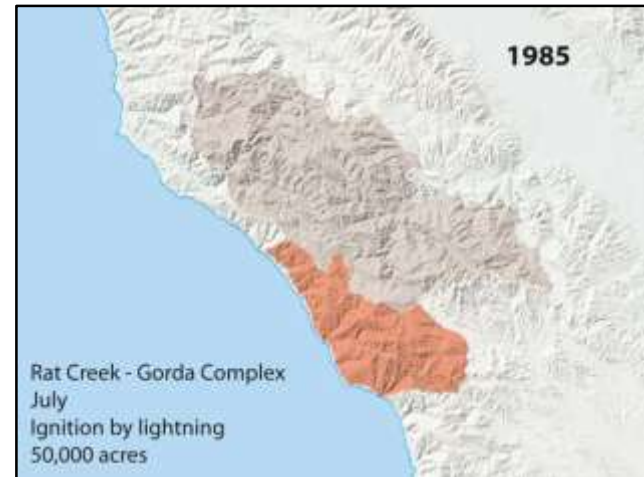 1985
Rat Creek - Gorda Complex
July
Ignition by lightning
50,000 acres